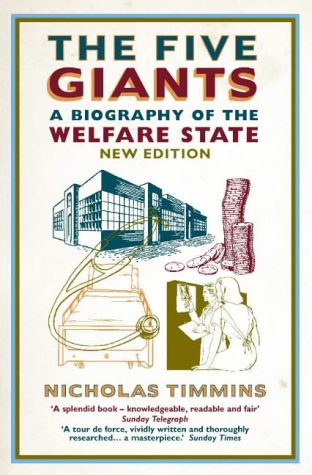 THE FIVE
GIANTS
A BIOGRAPHY OF THE
WELFARE STATE
NEW EDITION
NICHOLAS TIMMINS
‘A splendid book – knowledgeable, readable and fair’
Sunday Telegraph
‘A tour de force, vividly written and thoroughly
researched... a masterpiece.’ Sunday Times